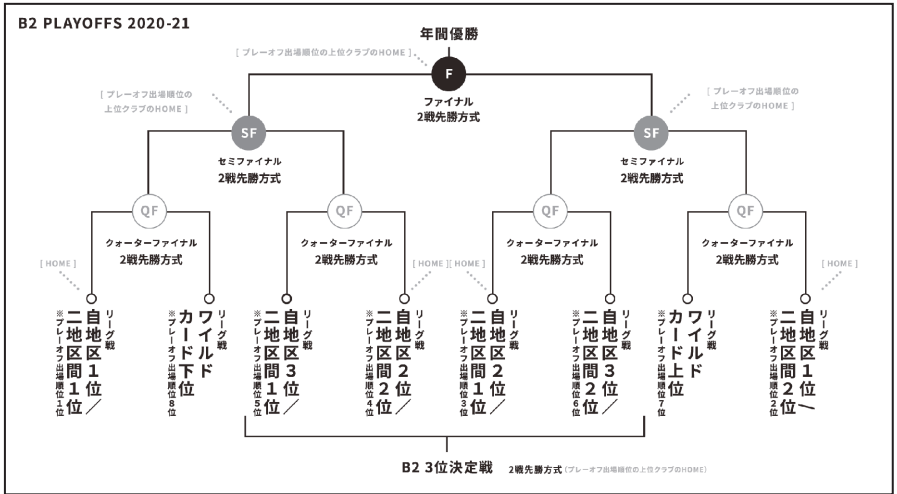 B2 PLAYOFFS 2020-21
年間優勝
[ プレーオフ出場順位の上位クラブのHOME ]
F
ファイナル
2戦先勝方式
[ プレーオフ出場順位の
上位クラブのHOME ]
[ プレーオフ出場順位の
上位クラブのHOME ]
SF
セミファイナル
2戦先勝方式
SF
セミファイナル
2戦先勝方式
QF
クォーターファイナル
2戦先勝方式
QF
クォーターファイナル
2戦先勝方式
QF
クォーターファイナル
2戦先勝方式
QF
クォーターファイナル
2戦先勝方式
[ HOME ]
[ HOME ]
[ HOME ]
[ HOME ]
リーグ戦
自地区1位／
二地区間1位
※プレーオフ出場順位1位
リーグ戦
ワイルド
カード下位
※プレーオフ出場順位8位
リーグ戦
自地区3位／
二地区間1位
※プレーオフ出場順位5位
リーグ戦
自地区2位／
二地区間2位
※プレーオフ出場順位4位
リーグ戦
自地区2位／
二地区間1位
※プレーオフ出場順位3位
リーグ戦
自地区3位／
二地区間2位
※プレーオフ出場順位6位
リーグ戦
ワイルド
カード上位
※プレーオフ出場順位7位
リーグ戦
自地区1位／
二地区間2位
※プレーオフ出場順位2位
B2 3位決定戦 2戦先勝方式(プレーオフ出場順位の上位クラブのHOME)